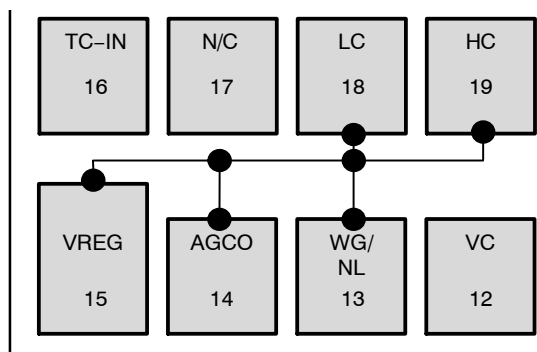 TC–IN N/C LC HC
16 17 18 19
VREG AGCO WG/
NL VC
15 14 13 12